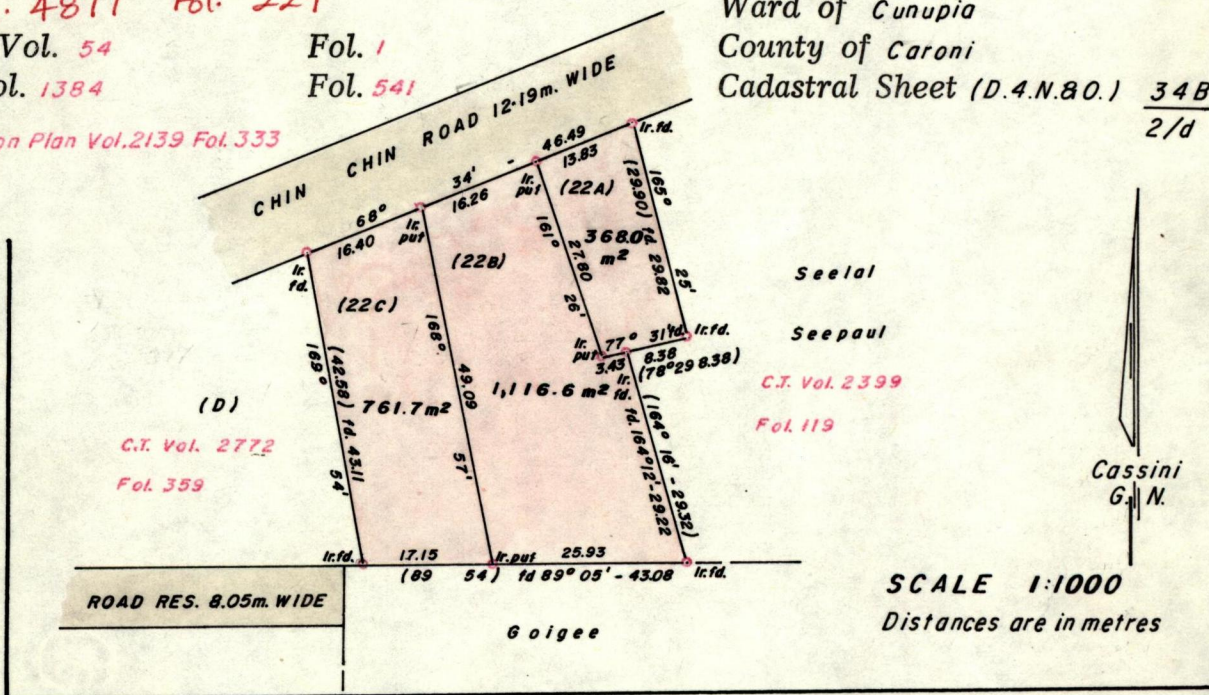 4877 Fol. 221
Vol. 54 Fol. 1
ol. 1384 Fol. 541
on Plan Vol. 2139 Fol. 333
Ward of Cunupia
County of Caroni
Cadastral Sheet (D.4.N.&O.) 34B
2/d
CHIN CHIN ROAD 12·19m. WIDE
68° 34' - 46.49
16.40 16.26 13.83
Ir. fd.
Ir. put
Ir. put
Ir. fd.
(22A)
368.0 m²
(22B)
1,116.6 m²
(22C)
761.7 m²
165° 25'
(29.90) fd. 29.82
161° 27.80 26'
168° 49.09 57'
169° 54'
(42.58) fd. 43.11
Ir. put
77° 31' fd. Ir. fd.
3.43 8.38
(78° 29 8.38)
Ir. fd.
(164° 16' - 29.32)
fd. 164° 12' - 29.22
Seelal
Seepaul
C.T. Vol. 2399
Fol. 119
(D)
C.T. Vol. 2772
Fol. 359
Ir. fd. 17.15 Ir. put 25.93
(89 54) fd 89° 05' - 43.08 Ir. fd.
ROAD RES. 8.05m. WIDE
Goigee
Cassini
G. N.
SCALE 1:1000
Distances are in metres